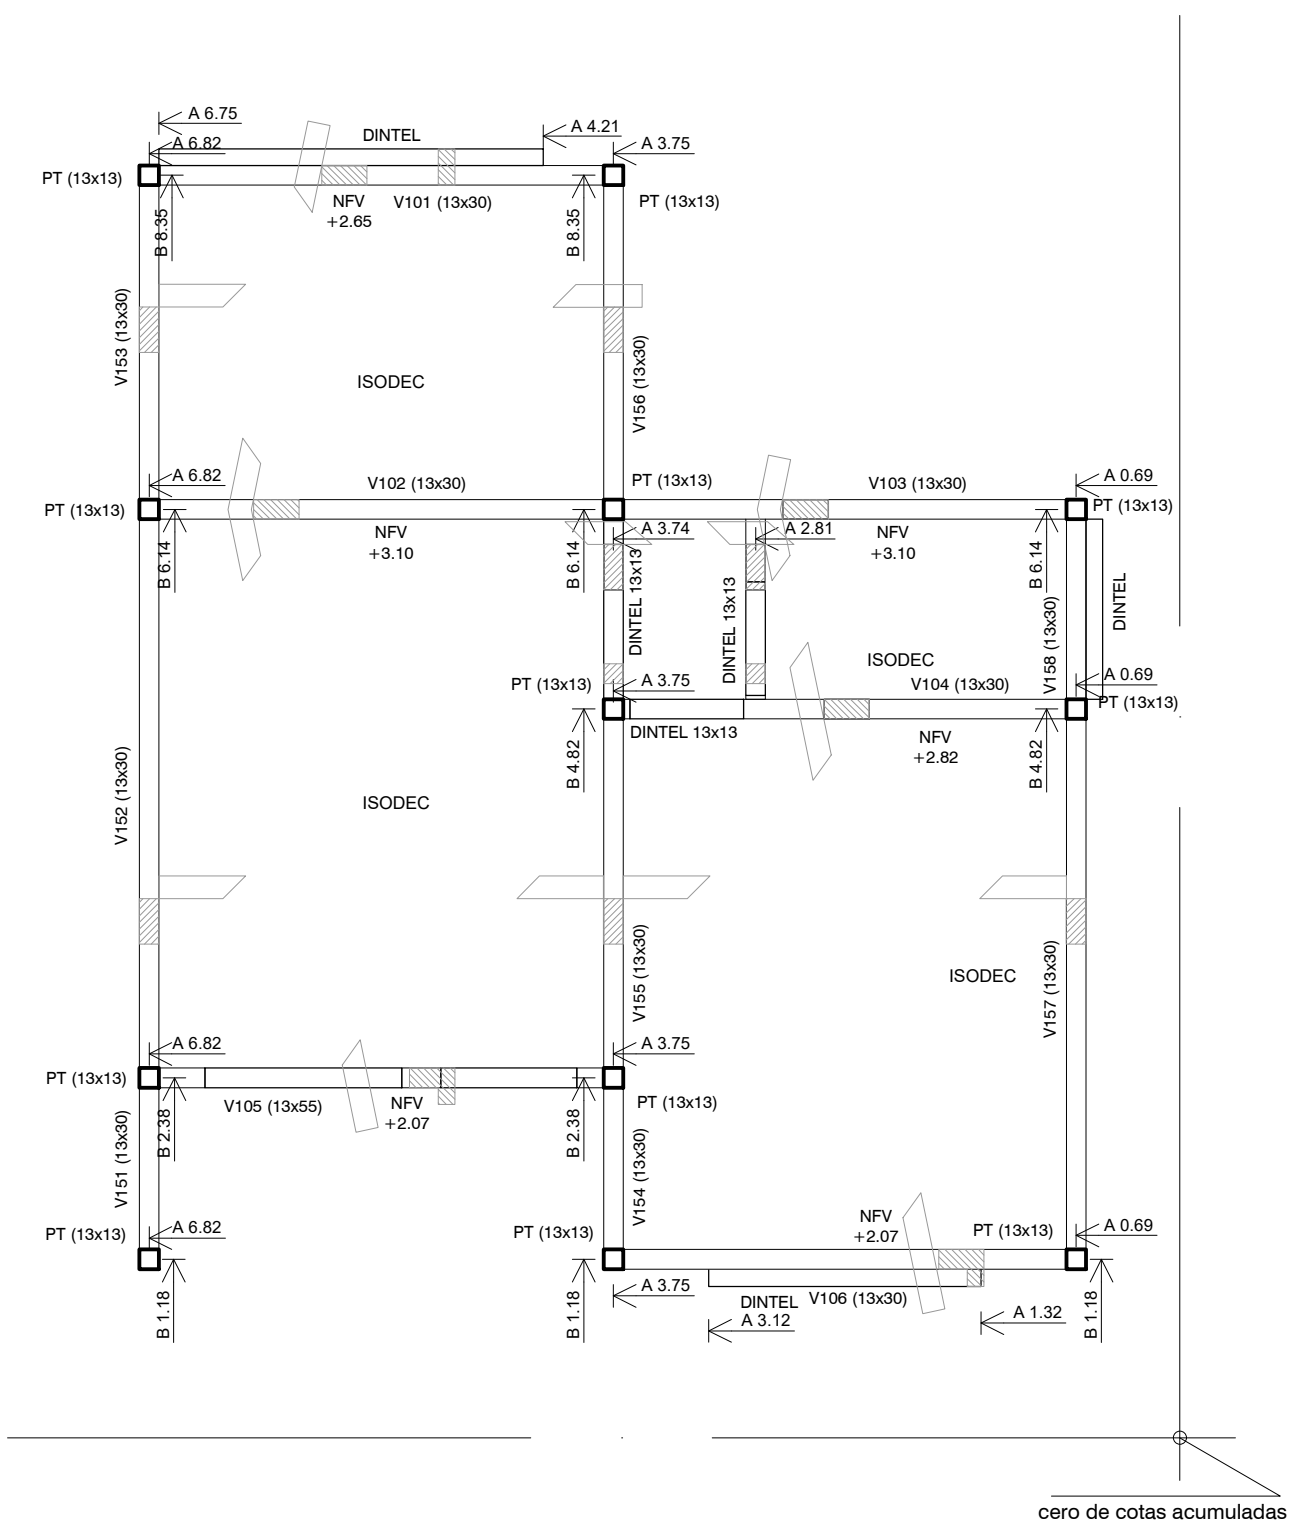 A 6.75
DINTEL
A 4.21
A 6.82
A 3.75
PT (13x13)
NFV
+2.65
V101 (13x30)
PT (13x13)
B 8.35
B 8.35
V153 (13x30)
ISODEC
V156 (13x30)
A 6.82
V102 (13x30)
PT (13x13)
V103 (13x30)
A 0.69
PT (13x13)
PT (13x13)
NFV
+3.10
A 3.74
A 2.81
NFV
+3.10
B 6.14
B 6.14
B 6.14
DINTEL 13x13
DINTEL 13x13
DINTEL
V158 (13x30)
ISODEC
PT (13x13)
A 3.75
V104 (13x30)
A 0.69
PT (13x13)
DINTEL 13x13
NFV
+2.82
B 4.82
B 4.82
V152 (13x30)
ISODEC
V155 (13x30)
ISODEC
V157 (13x30)
A 6.82
A 3.75
PT (13x13)
V105 (13x55)
NFV
+2.07
PT (13x13)
B 2.38
B 2.38
V151 (13x30)
V154 (13x30)
PT (13x13)
A 6.82
PT (13x13)
NFV
+2.07
PT (13x13)
A 0.69
B 1.18
B 1.18
A 3.75
DINTEL
V106 (13x30)
A 3.12
A 1.32
B 1.18
cero de cotas acumuladas